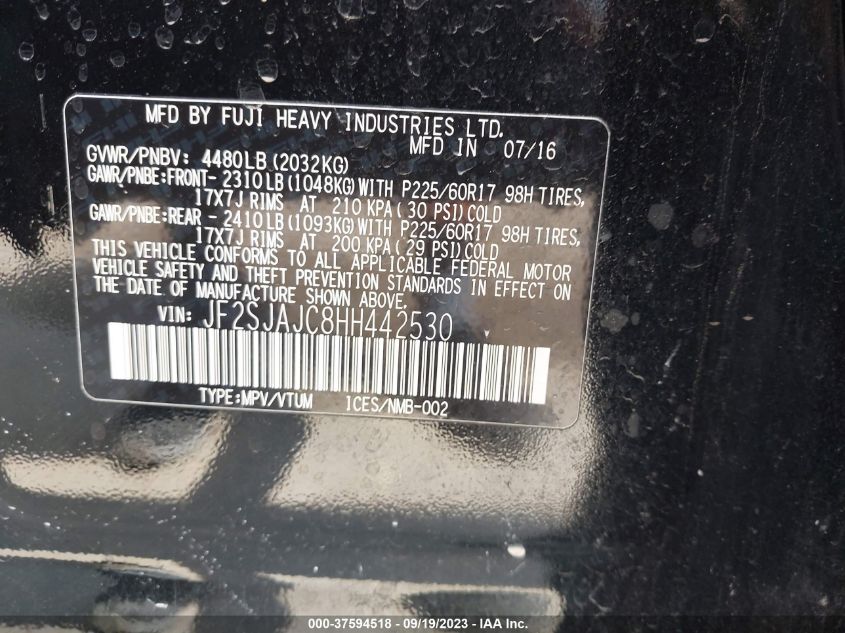 MFD BY FUJI HEAVY INDUSTRIES LTD.
MFD IN 07/16
GVWR/PNBV: 4480LB(2032KG)
GAWR/PNBE:FRONT- 2310LB(1048KG)WITH P225/60R17 98H TIRES,
17X7J RIMS AT 210 KPA( 30 PSI)COLD
GAWR/PNBE:REAR - 2410LB(1093KG)WITH P225/60R17 98H TIRES,
17X7J RIMS AT 200 KPA( 29 PSI)COLD
THIS VEHICLE CONFORMS TO ALL APPLICABLE FEDERAL MOTOR
VEHICLE SAFETY AND THEFT PREVENTION STANDARDS IN EFFECT ON
THE DATE OF MANUFACTURE SHOWN ABOVE.
VIN: JF2SJAJC8HH442530
TYPE:MPV/VTUM ICES/NMB-002
000-37594518 - 09/19/2023 - IAA Inc.